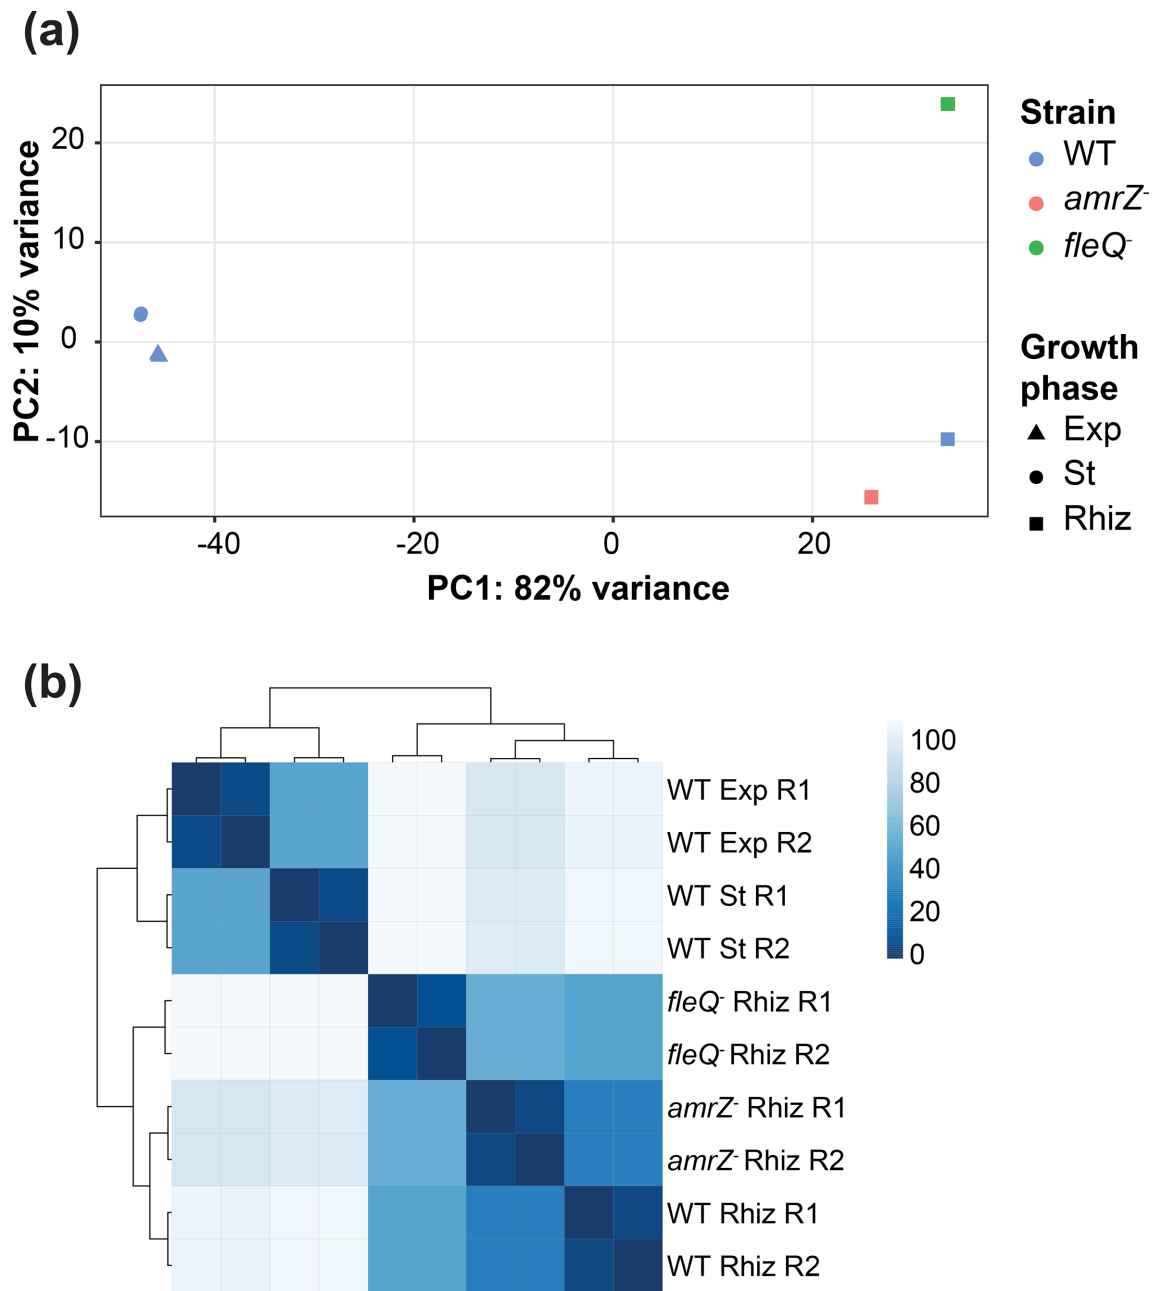 (a)
20
10
0
-10
PC2: 10% variance
-40
-20
0
20
PC1: 82% variance
Strain
WT
amrZ-
fleQ-
Growth
phase
Exp
St
Rhiz
(b)
WT Exp R1
WT Exp R2
WT St R1
WT St R2
fleQ- Rhiz R1
fleQ- Rhiz R2
amrZ- Rhiz R1
amrZ- Rhiz R2
WT Rhiz R1
WT Rhiz R2
100
80
60
40
20
0